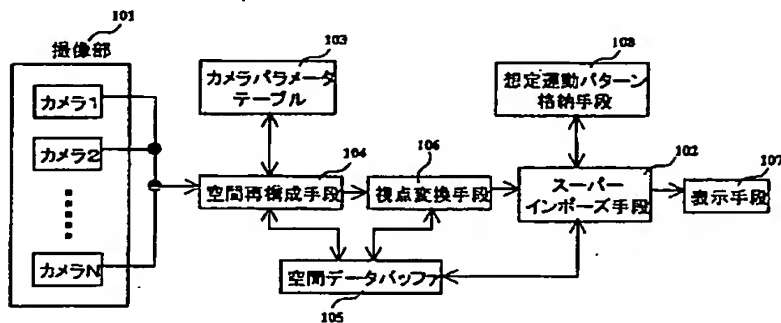 101
撮像部
カメラ1
カメラ2
カメラN
103
カメラパラメータ
テーブル
104
空間再構成手段
106
視点変換手段
108
想定運動パターン
格納手段
102
スーパー
インポーズ手段
107
表示手段
空間データバッファ
105